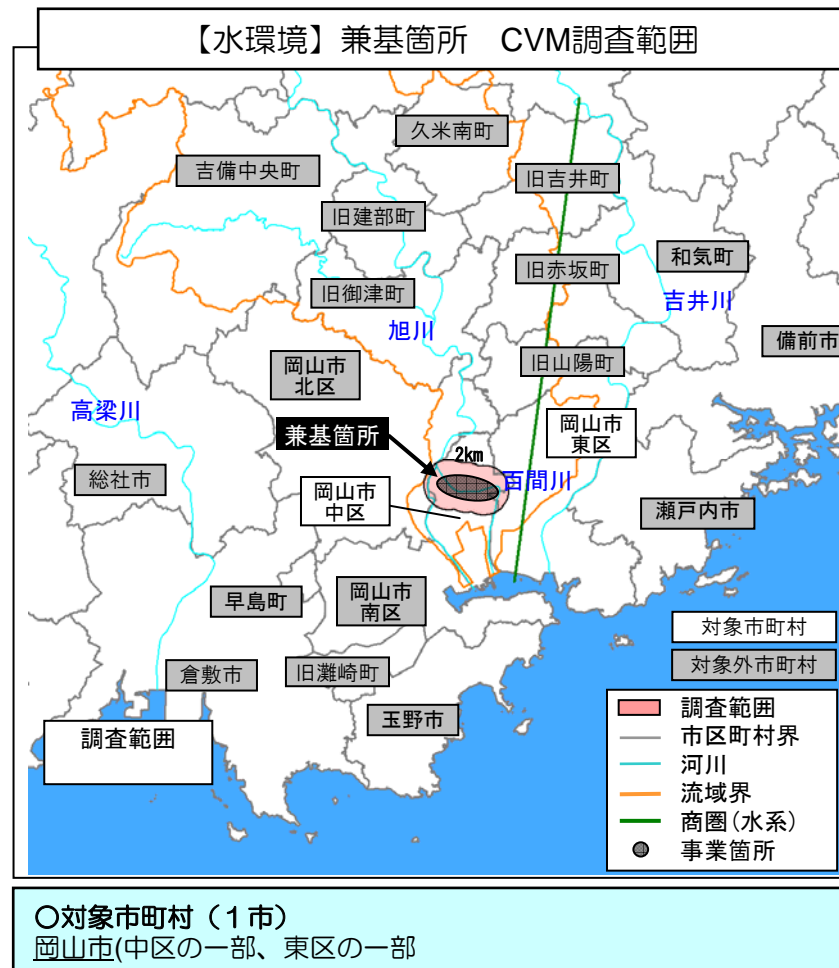 【水環境】兼基箇所 CVM調査範囲
久米南町
吉備中央町
旧吉井町
旧建部町
和気町
旧赤坂町
旧御津町
吉井川
旭川
備前市
岡山市
北区
旧山陽町
高梁川
岡山市
東区
兼基箇所
2km
総社市
百間川
岡山市
中区
瀬戸内市
早島町
岡山市
南区
対象市町村
対象外市町村
倉敷市
旧灘崎町
玉野市
調査範囲
調査範囲
市区町村界
河川
流域界
商圏(水系)
事業箇所
〇対象市町村（１市）
岡山市(中区の一部、東区の一部